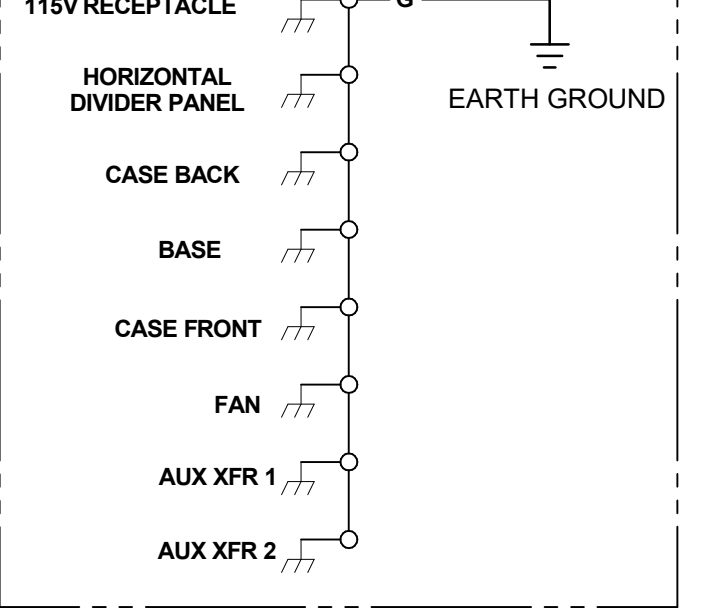 115V RECEPTACLE
G
HORIZONTAL
DIVIDER PANEL
EARTH GROUND
CASE BACK
BASE
CASE FRONT
FAN
AUX XFR 1
AUX XFR 2